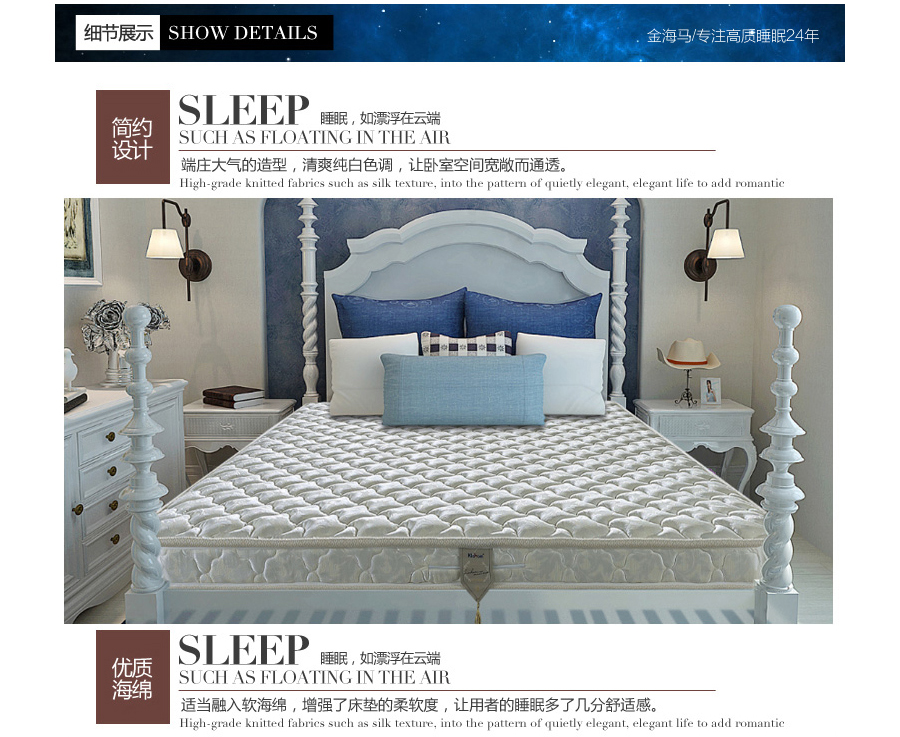 细节展示 SHOW DETAILS 金海马/专注高质睡眠24年
简约
设计
SLEEP 睡眠，如漂浮在云端
SUCH AS FLOATING IN THE AIR
端庄大气的造型，清爽纯白色调，让卧室空间宽敞而通透。
High-grade knitted fabrics such as silk texture, into the pattern of quietly elegant, elegant life to add romantic
优质
海绵
SLEEP 睡眠，如漂浮在云端
SUCH AS FLOATING IN THE AIR
适当融入软海绵，增强了床垫的柔软度，让用者的睡眠多了几分舒适感。
High-grade knitted fabrics such as silk texture, into the pattern of quietly elegant, elegant life to add romantic